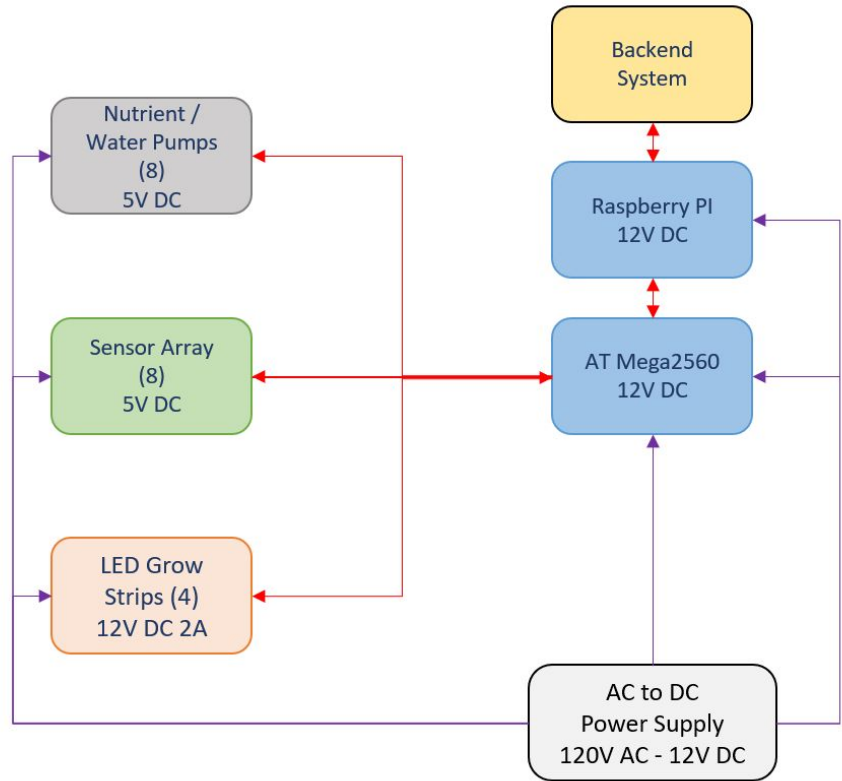 Backend
System
Nutrient /
Water Pumps
(8)
5V DC
Raspberry PI
12V DC
Sensor Array
(8)
5V DC
AT Mega2560
12V DC
LED Grow
Strips (4)
12V DC 2A
AC to DC
Power Supply
120V AC - 12V DC